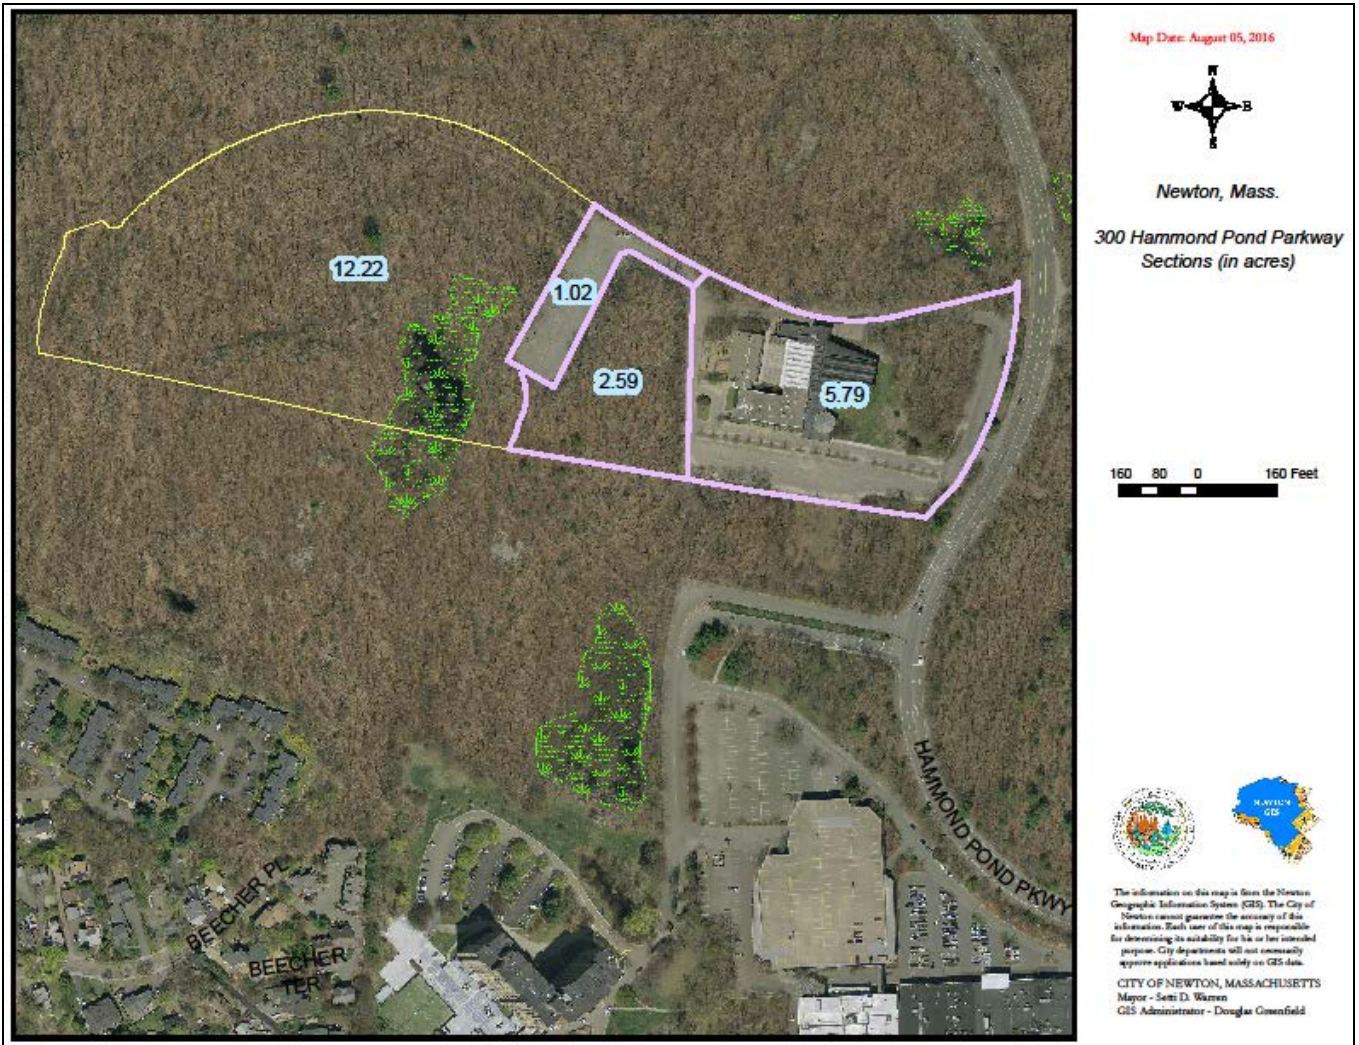 Map Date: August 05, 2016
N
W E
S
Newton, Mass.
300 Hammond Pond Parkway
Sections (in acres)
12.22
1.02
2.59
5.79
160 80 0 160 Feet
HAMMOND POND PKWY
BEECHER PL
BEECHER
TER
NEWTON
GIS
The information on this map is from the Newton
Geographic Information System (GIS). The City of
Newton cannot guarantee the accuracy of this
information. Each user of this map is responsible
for determining its suitability for his or her intended
purpose. City departments will not necessarily
approve applications based solely on GIS data.
CITY OF NEWTON, MASSACHUSETTS
Mayor - Setti D. Warren
GIS Administrator - Douglas Greenfield